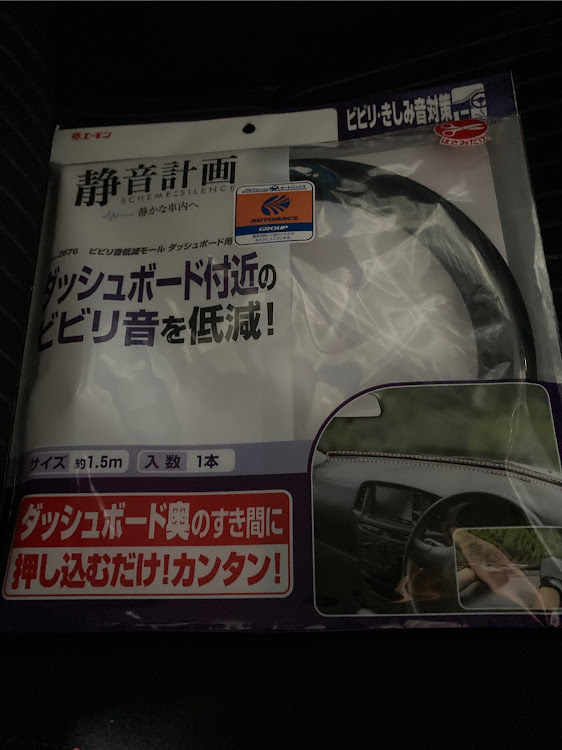 エーモン
ビビリ・きしみ音対策
静音計画
SCHEME:SILENCE
静かな車内へ
AUTOBACS
GROUP
2676 ビビリ音低減モール ダッシュボード用
ダッシュボード付近の
ビビリ音を低減!
サイズ 約1.5m 入数 1本
ダッシュボード奥のすき間に
押し込むだけ!カンタン!